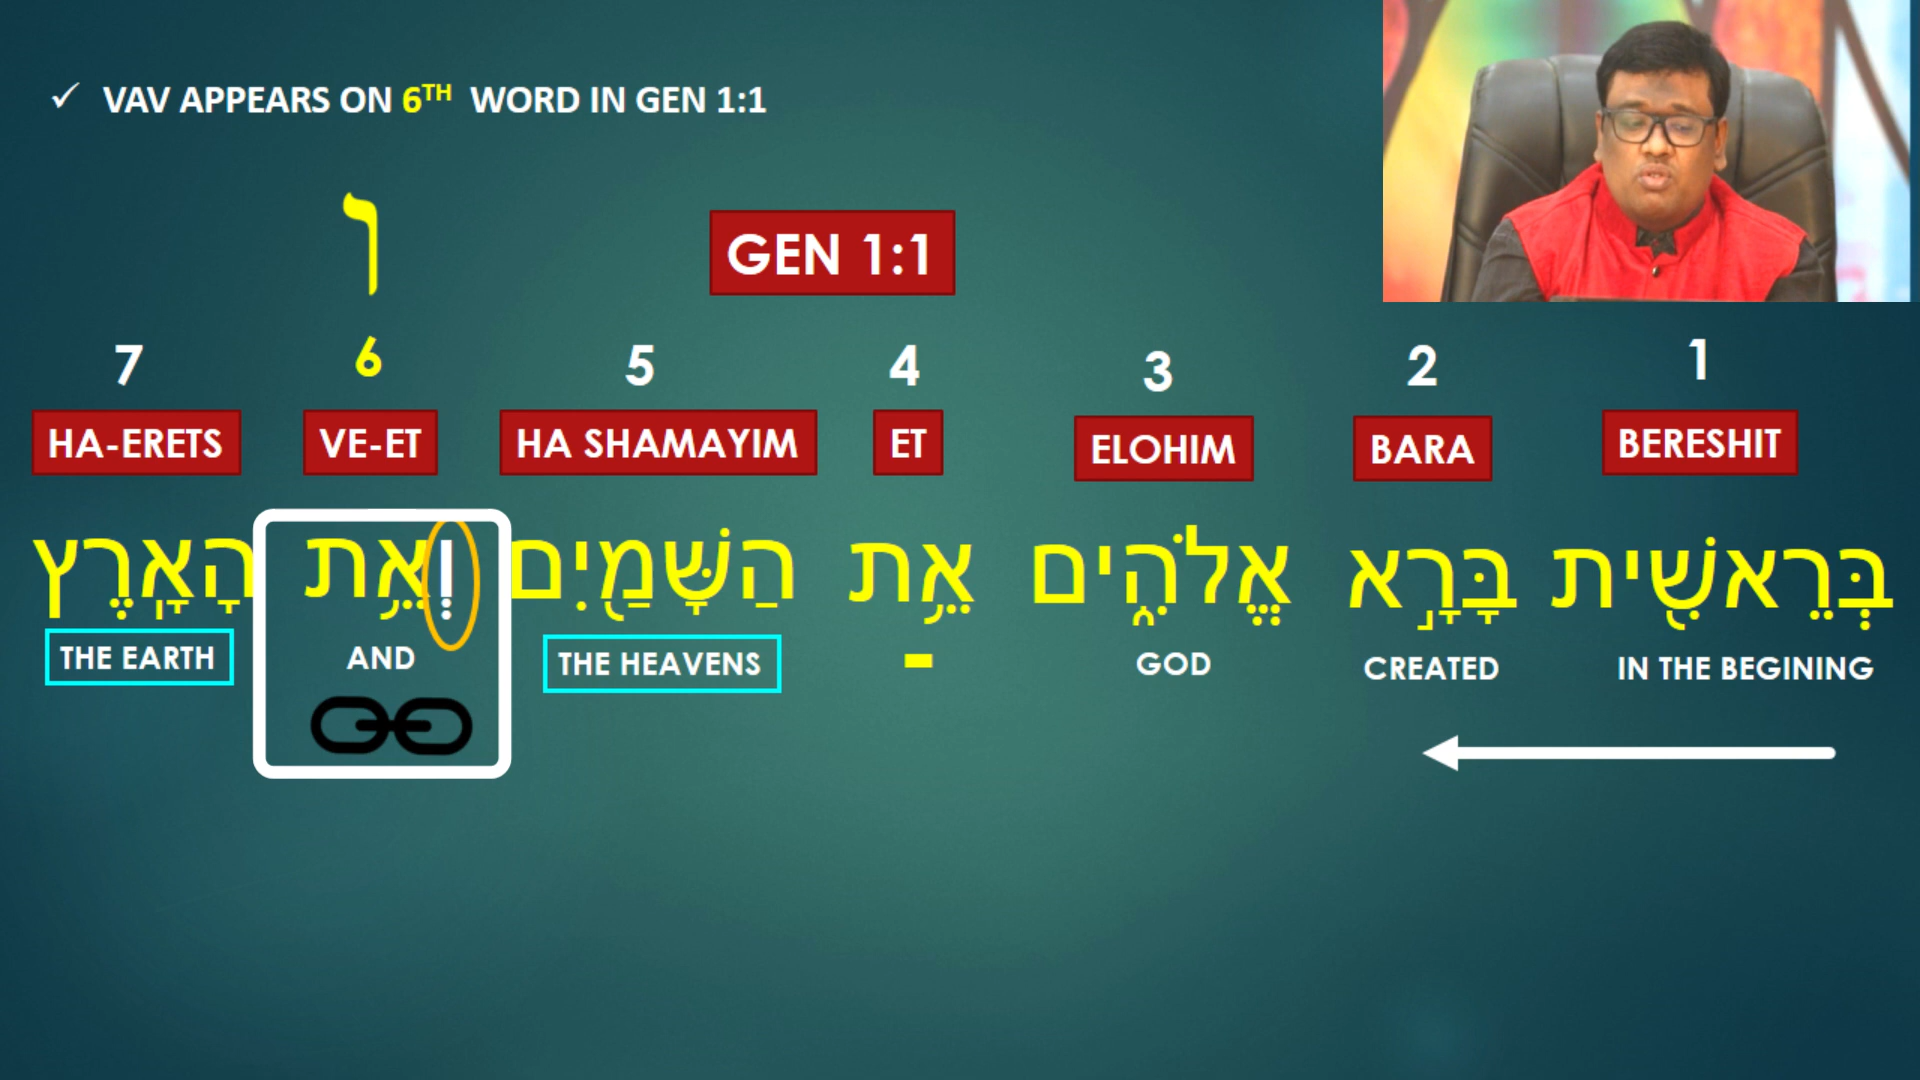 ✓ VAV APPEARS ON 6TH WORD IN GEN 1:1
ו
GEN 1:1
7 6 5 4 3 2 1
HA-ERETS VE-ET HA SHAMAYIM ET ELOHIM BARA BERESHIT
בְּרֵאשִׁ֖ית בָּרָ֣א אֱלֹהִ֑ים אֵ֥ת הַשָּׁמַ֖יִם וְאֵ֥ת הָאָֽרֶץ
THE EARTH AND THE HEAVENS - GOD CREATED IN THE BEGINING